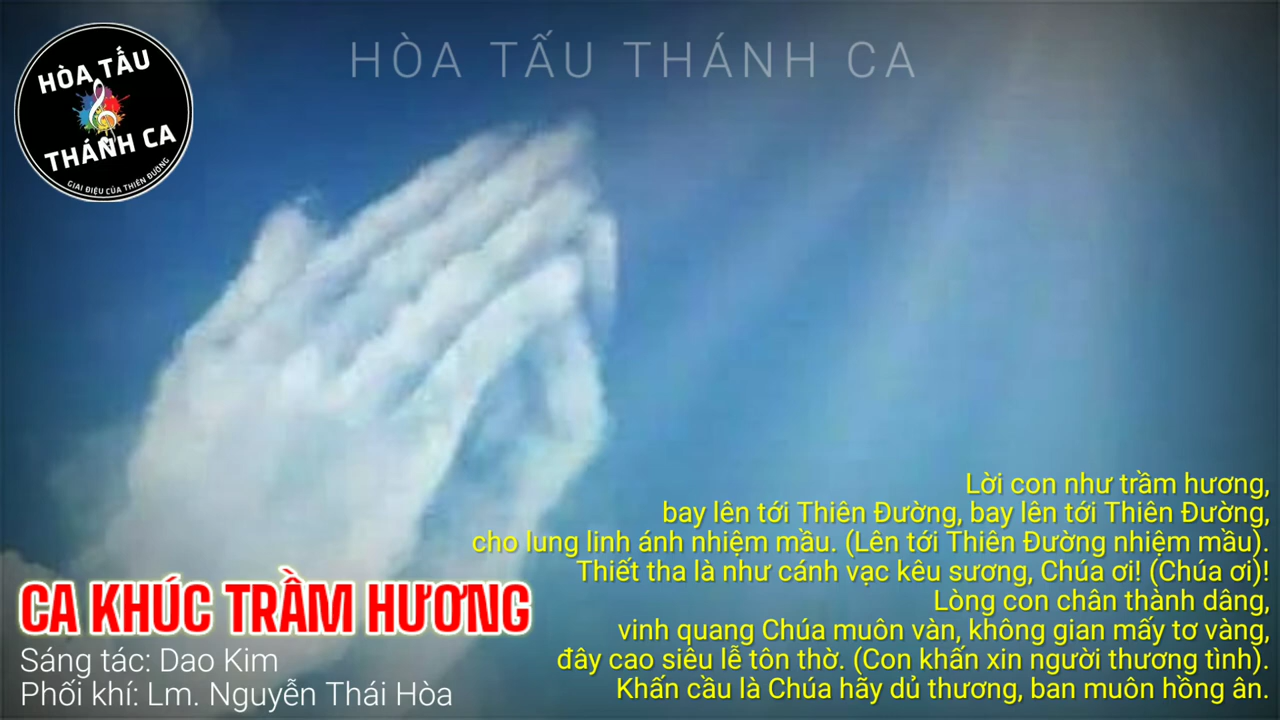 HÒA TẤU
THÁNH CA
GIAI ĐIỆU CỦA THIÊN ĐƯỜNG
HÒA TẤU THÁNH CA
Lời con như trầm hương,
bay lên tới Thiên Đường, bay lên tới Thiên Đường,
cho lung linh ánh nhiệm mầu. (Lên tới Thiên Đường nhiệm mầu).
Thiết tha là như cánh vạc kêu sương, Chúa ơi! (Chúa ơi)!
Lòng con chân thành dâng,
vinh quang Chúa muôn vàn, không gian mấy tơ vàng,
đây cao siêu lễ tôn thờ. (Con khấn xin người thương tình).
Khấn cầu là Chúa hãy dủ thương, ban muôn hồng ân.
CA KHÚC TRẦM HƯƠNG
Sáng tác: Dao Kim
Phối khí: Lm. Nguyễn Thái Hòa